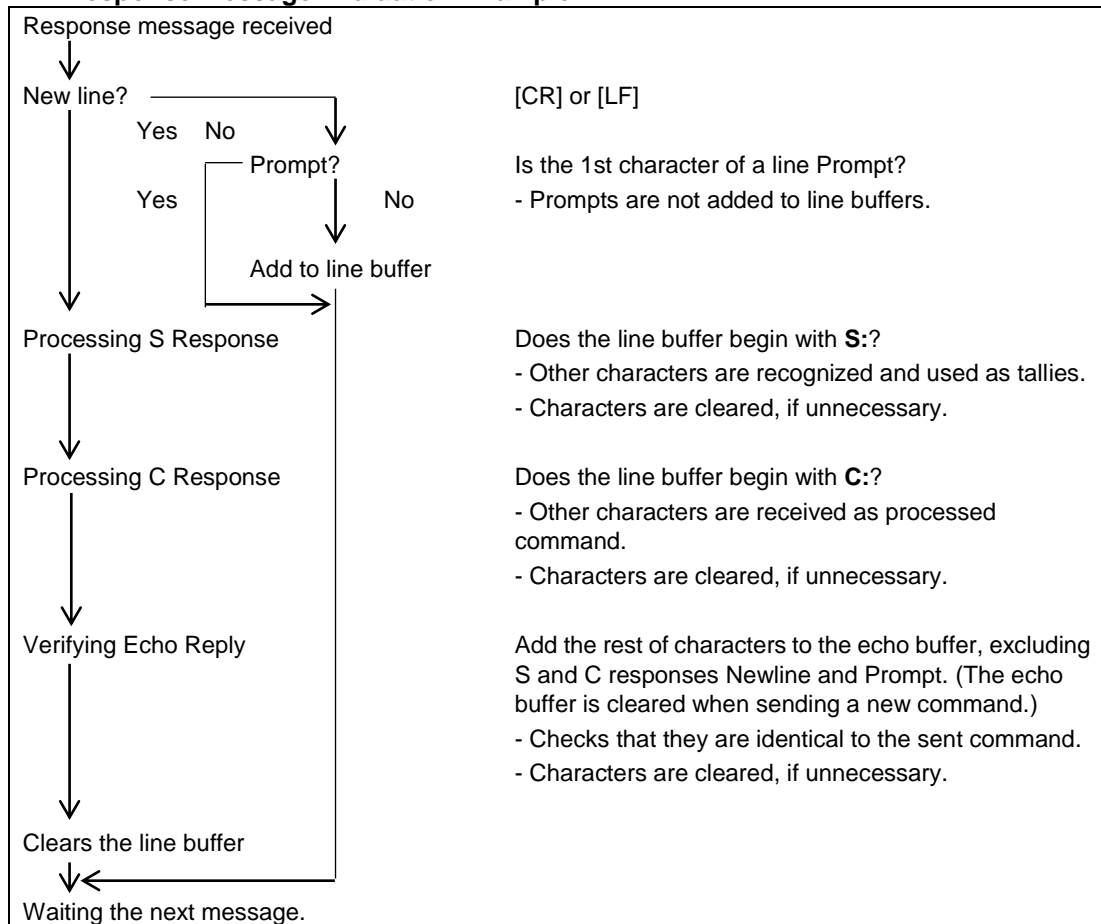 Response message received
New line?
[CR] or [LF]
Yes No
Prompt?
Is the 1st character of a line Prompt?
Yes
No
- Prompts are not added to line buffers.
Add to line buffer
Processing S Response
Does the line buffer begin with S:?
- Other characters are recognized and used as tallies.
- Characters are cleared, if unnecessary.
Processing C Response
Does the line buffer begin with C:?
- Other characters are received as processed
command.
- Characters are cleared, if unnecessary.
Verifying Echo Reply
Add the rest of characters to the echo buffer, excluding
S and C responses Newline and Prompt. (The echo
buffer is cleared when sending a new command.)
- Checks that they are identical to the sent command.
- Characters are cleared, if unnecessary.
Clears the line buffer
Waiting the next message.